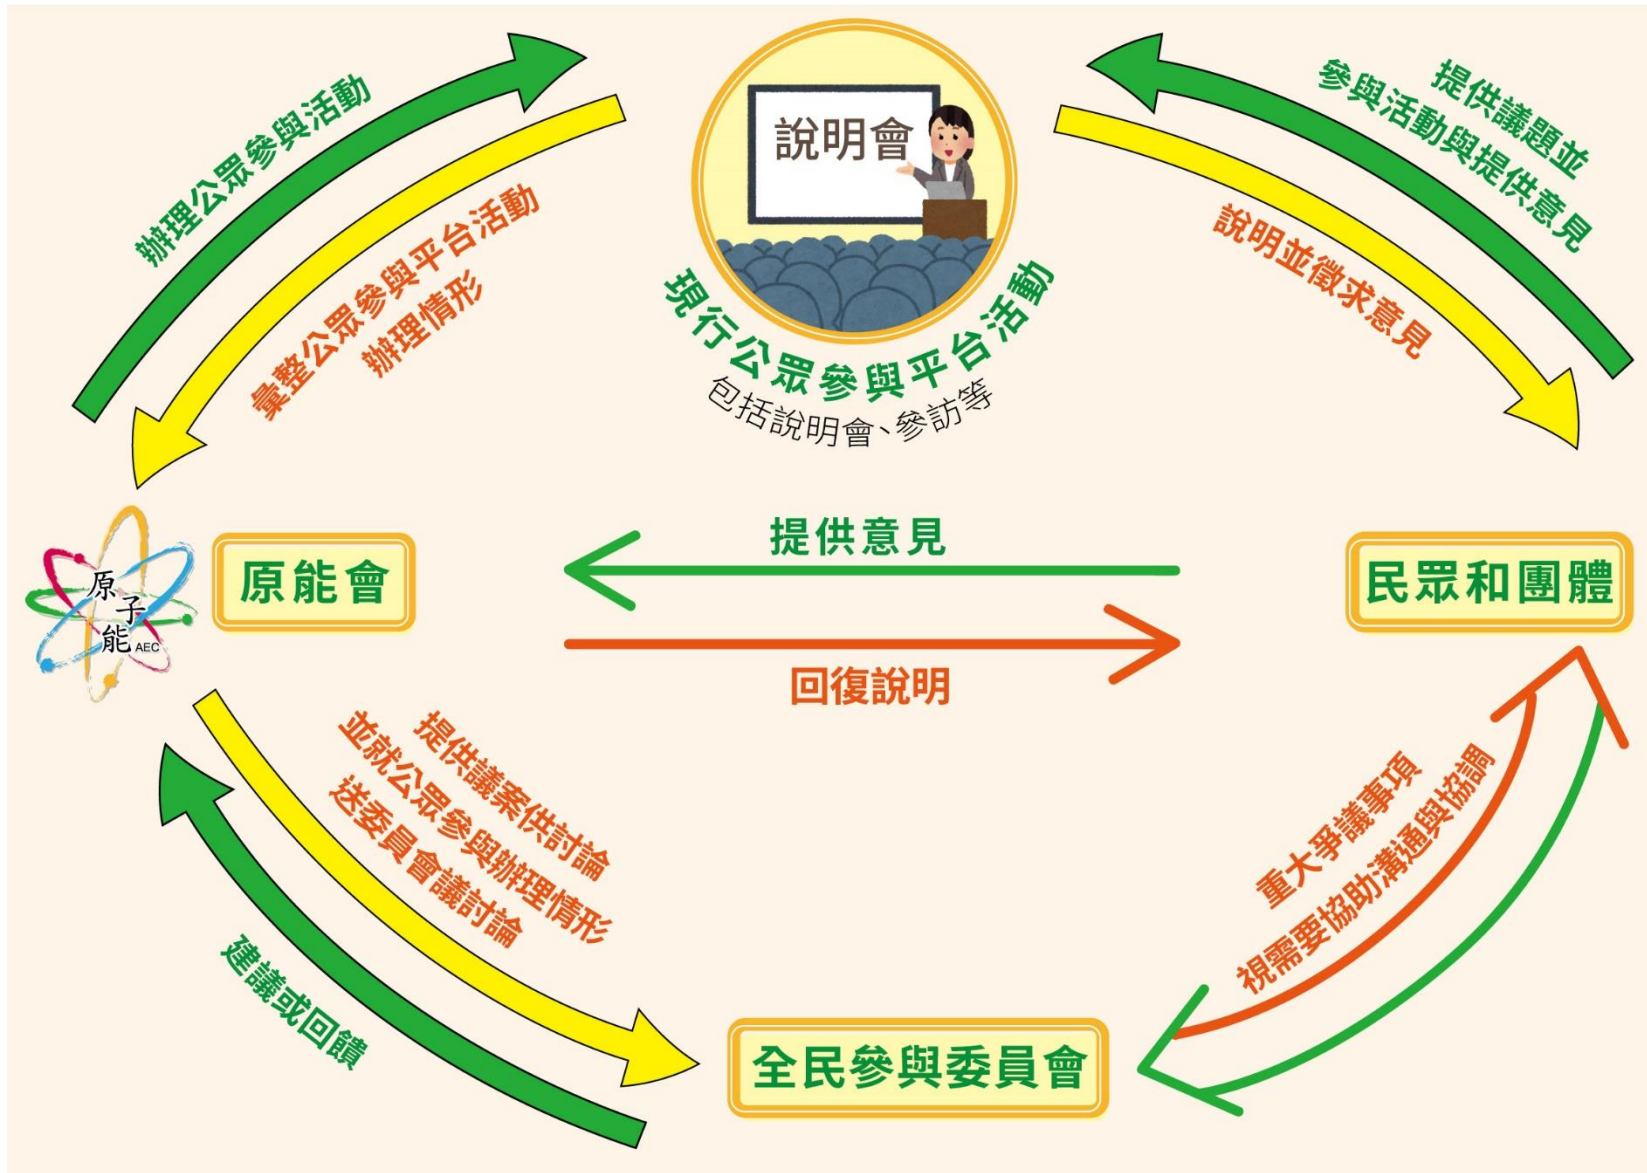 辦理公眾參與活動
彙整公眾參與平台活動
辦理情形
說明會
現行公眾參與平台活動
包括說明會、參訪等
提供議題並
參與活動與提供意見
說明並徵求意見
原子能 AEC
原能會
提供意見
回復說明
民眾和團體
提供議案供討論
並就公眾參與辦理情形
送委員會議討論
建議或回饋
重大爭議事項
視需要協助溝通與協調
全民參與委員會